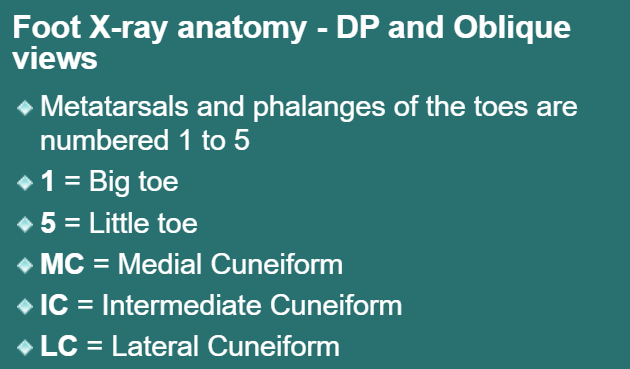 Foot X-ray anatomy - DP and Oblique
views
Metatarsals and phalanges of the toes are
numbered 1 to 5
1 = Big toe
5 = Little toe
MC = Medial Cuneiform
IC = Intermediate Cuneiform
LC = Lateral Cuneiform